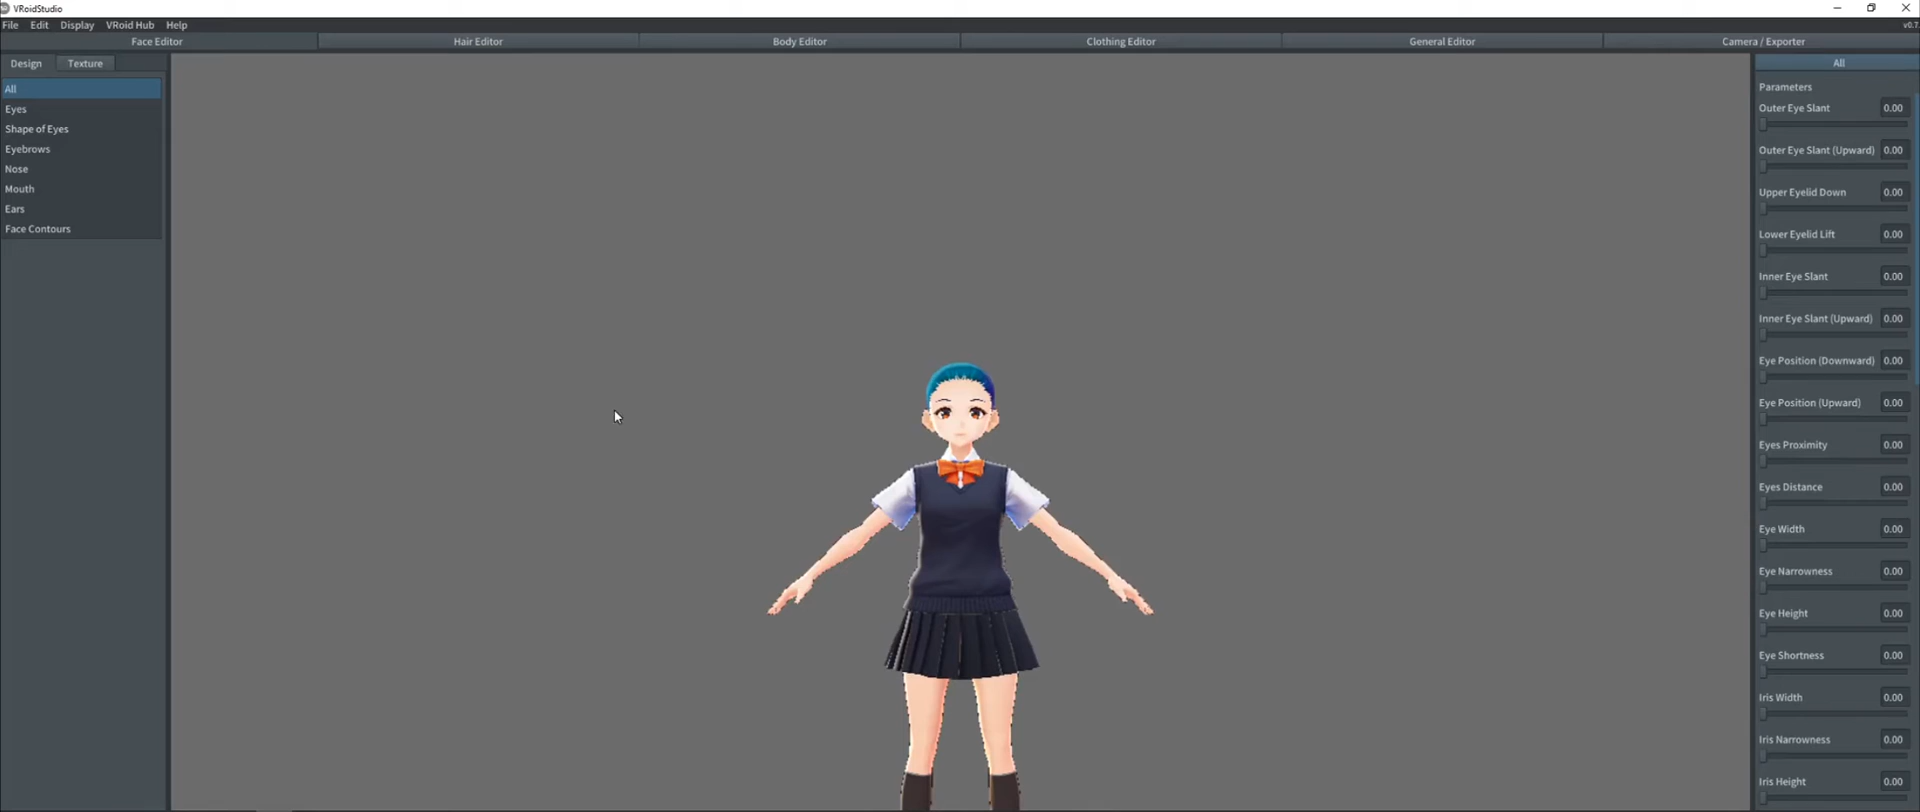 VRoidStudio
File Edit Display VRoid Hub Help v0.7
Face Editor Hair Editor Body Editor Clothing Editor General Editor Camera / Exporter
Design Texture All
All
Eyes
Shape of Eyes
Eyebrows
Nose
Mouth
Ears
Face Contours
Parameters
Outer Eye Slant 0.00
Outer Eye Slant (Upward) 0.00
Upper Eyelid Down 0.00
Lower Eyelid Lift 0.00
Inner Eye Slant 0.00
Inner Eye Slant (Upward) 0.00
Eye Position (Downward) 0.00
Eye Position (Upward) 0.00
Eyes Proximity 0.00
Eyes Distance 0.00
Eye Width 0.00
Eye Narrowness 0.00
Eye Height 0.00
Eye Shortness 0.00
Iris Width 0.00
Iris Narrowness 0.00
Iris Height 0.00